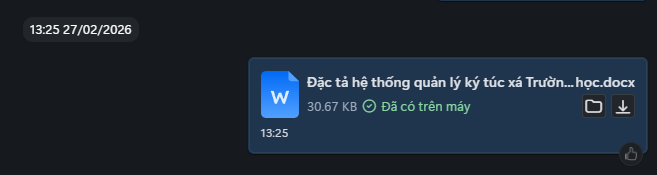 13:25 27/02/2026
W
Đặc tả hệ thống quản lý ký túc xá Trườn...học.docx
30.67 KB Đã có trên máy
13:25